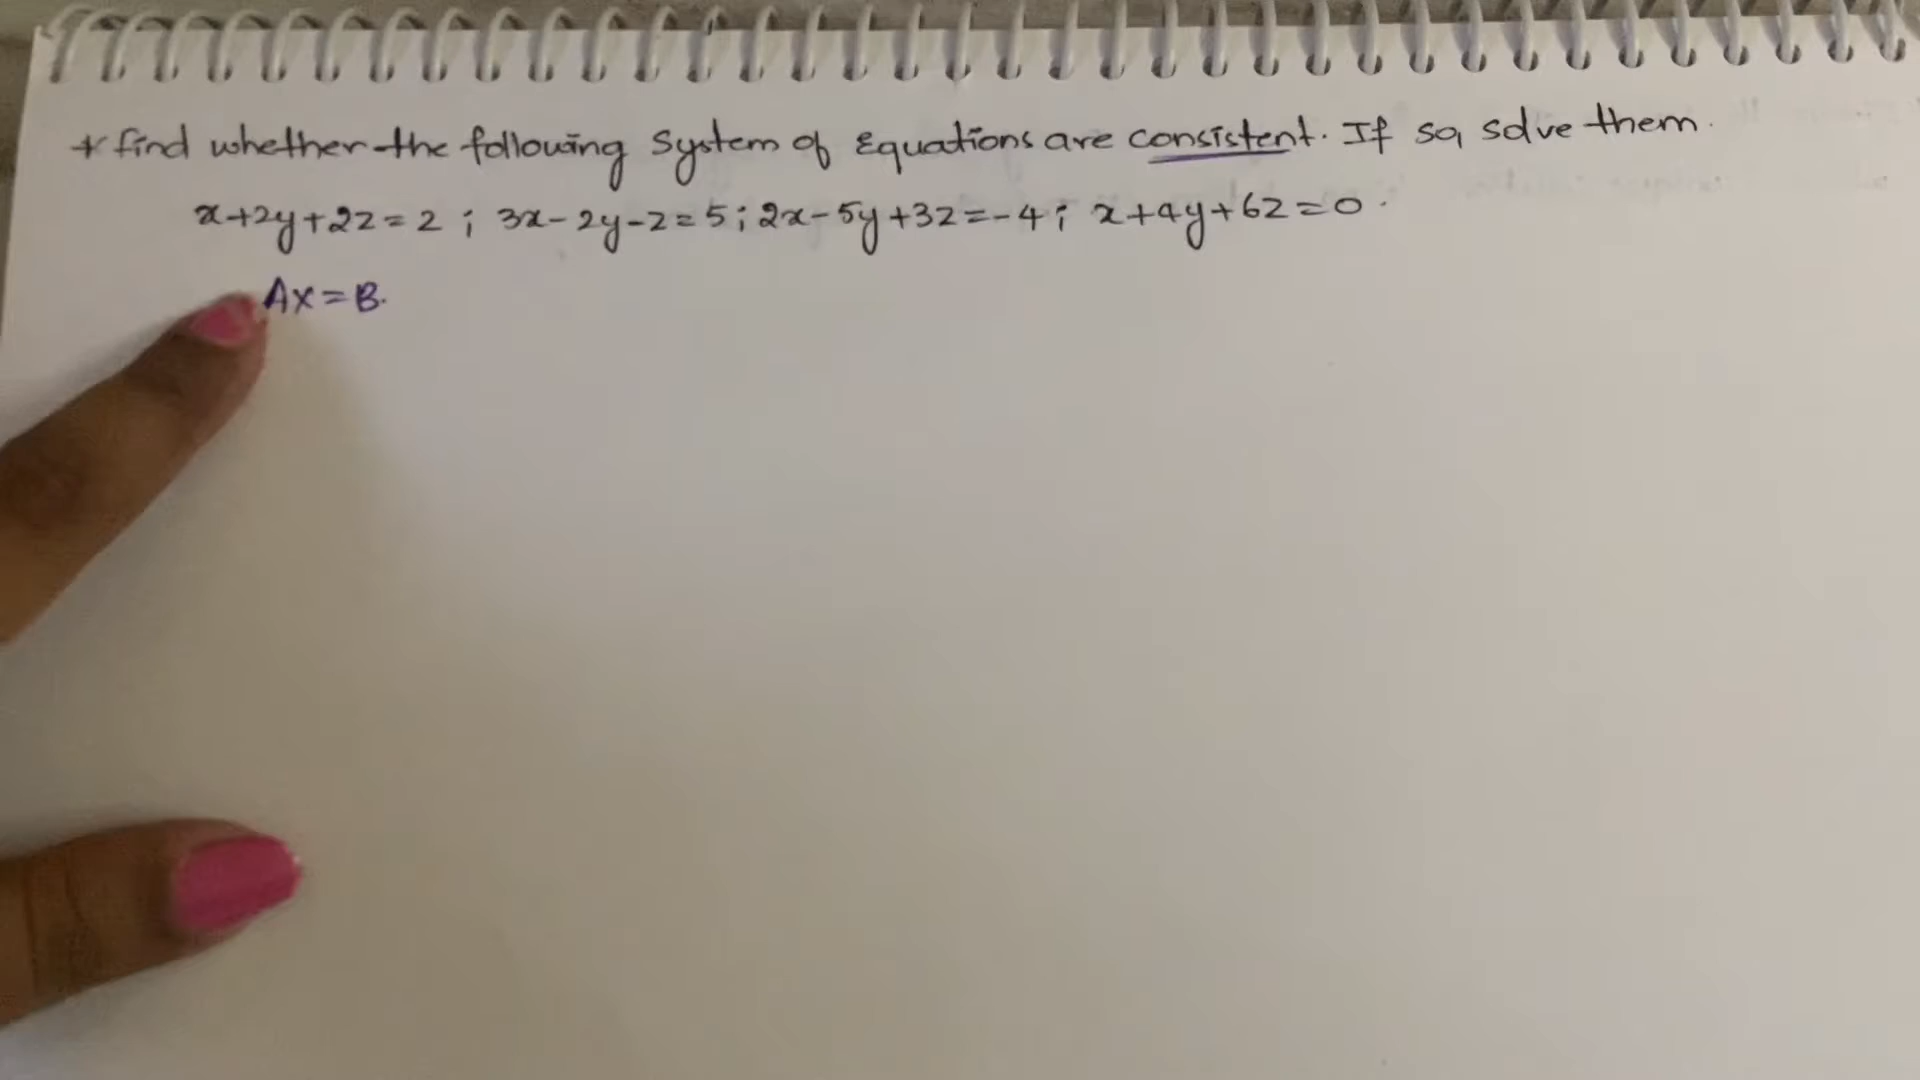 * find whether the following system of Equations are consistent. If so, solve them.
x+2y+2z=2 ; 3x-2y-z=5 ; 2x-5y+3z=-4 ; x+4y+6z=0.
AX=B.